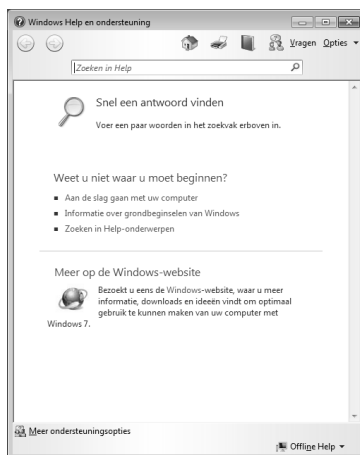 Windows Help en ondersteuning
Vragen Opties
Zoeken in Help
Snel een antwoord vinden
Voer een paar woorden in het zoekvak erboven in.
Weet u niet waar u moet beginnen?
Aan de slag gaan met uw computer
Informatie over grondbeginselen van Windows
Zoeken in Help-onderwerpen
Meer op de Windows-website
Bezoekt u eens de Windows-website, waar u meer
informatie, downloads en ideeën vindt om optimaal
gebruik te kunnen maken van uw computer met
Windows 7.
Meer ondersteuningsopties
Offline Help